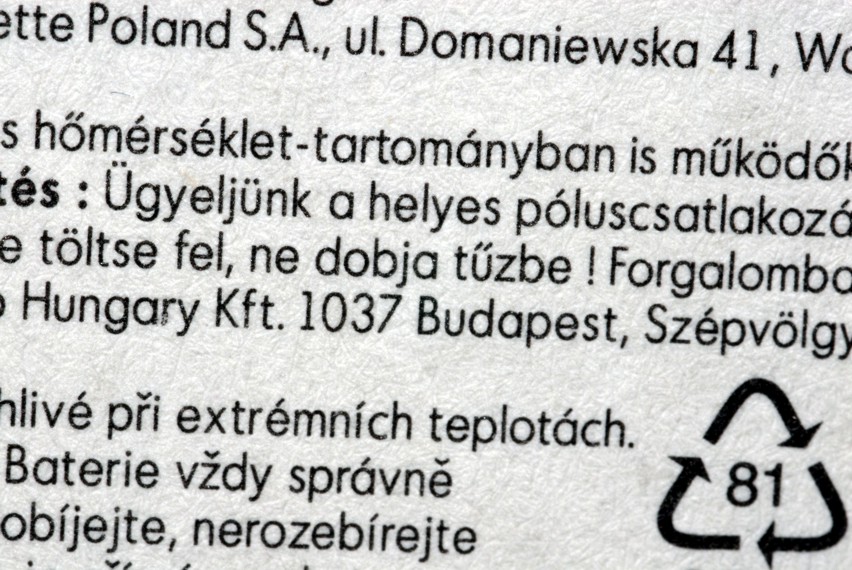 ette Poland S.A., ul. Domaniewska 41, Wa
s hőmérséklet-tartományban is működők
tés : Ügyeljünk a helyes póluscsatlakozá
e töltse fel, ne dobja tűzbe ! Forgalomba
o Hungary Kft. 1037 Budapest, Szépvölgy
hlivé při extrémních teplotách.
Baterie vždy správně
obíjejte, nerozebírejte
81